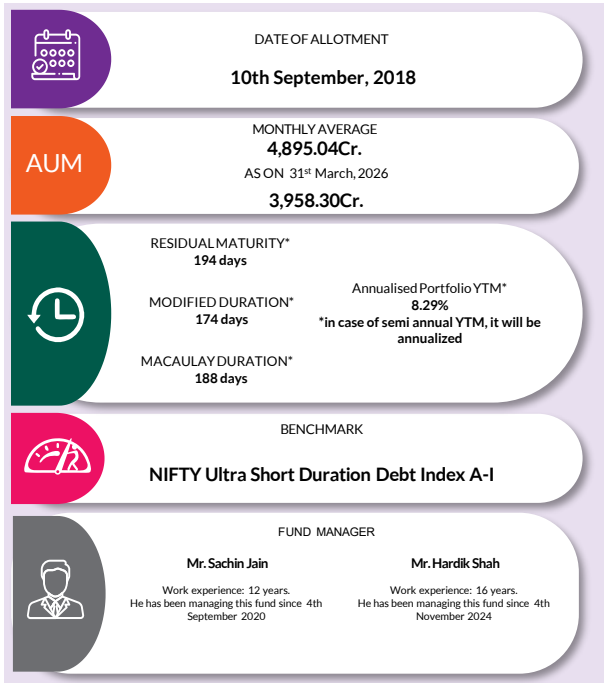 DATE OF ALLOTMENT
10th September, 2018
AUM
MONTHLY AVERAGE
4,895.04Cr.
AS ON 31st March, 2026
3,958.30Cr.
RESIDUAL MATURITY*
194 days
MODIFIED DURATION*
174 days
MACAULAY DURATION*
188 days
Annualised Portfolio YTM*
8.29%
*in case of semi annual YTM, it will be
annualized
BENCHMARK
NIFTY Ultra Short Duration Debt Index A-I
FUND MANAGER
Mr. Sachin Jain
Work experience: 12 years.
He has been managing this fund since 4th
September 2020
Mr. Hardik Shah
Work experience: 16 years.
He has been managing this fund since 4th
November 2024